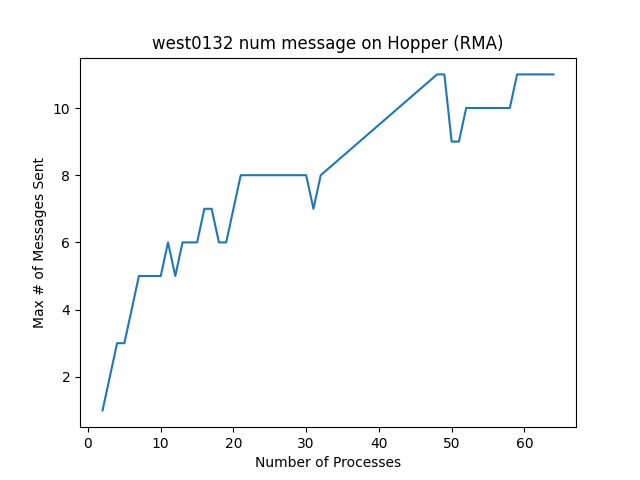 west0132 num message on Hopper (RMA)
Max # of Messages Sent
10
8
6
4
2
0 10 20 30 40 50 60
Number of Processes